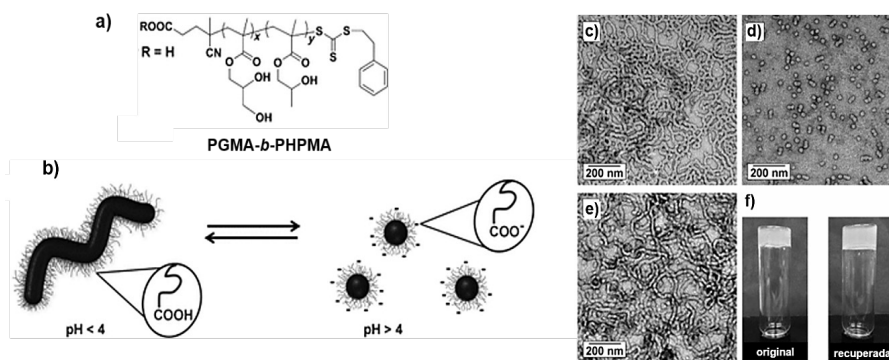 a)
ROOC
R = H
CN
x
y
S
S
S
O
O
O
O
OH
OH
OH
PGMA-b-PHPMA
b)
COOH
pH < 4
COO-
pH > 4
c)
200 nm
d)
200 nm
e)
200 nm
f)
original
recuperada